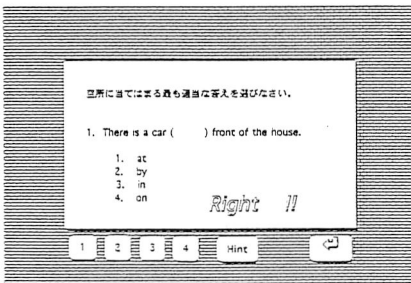 空所に当てはまる最も適当な答えを選びなさい。
1. There is a car ( ) front of the house.
1. at
2. by
3. in
4. on
Right !!
1 2 3 4 Hint